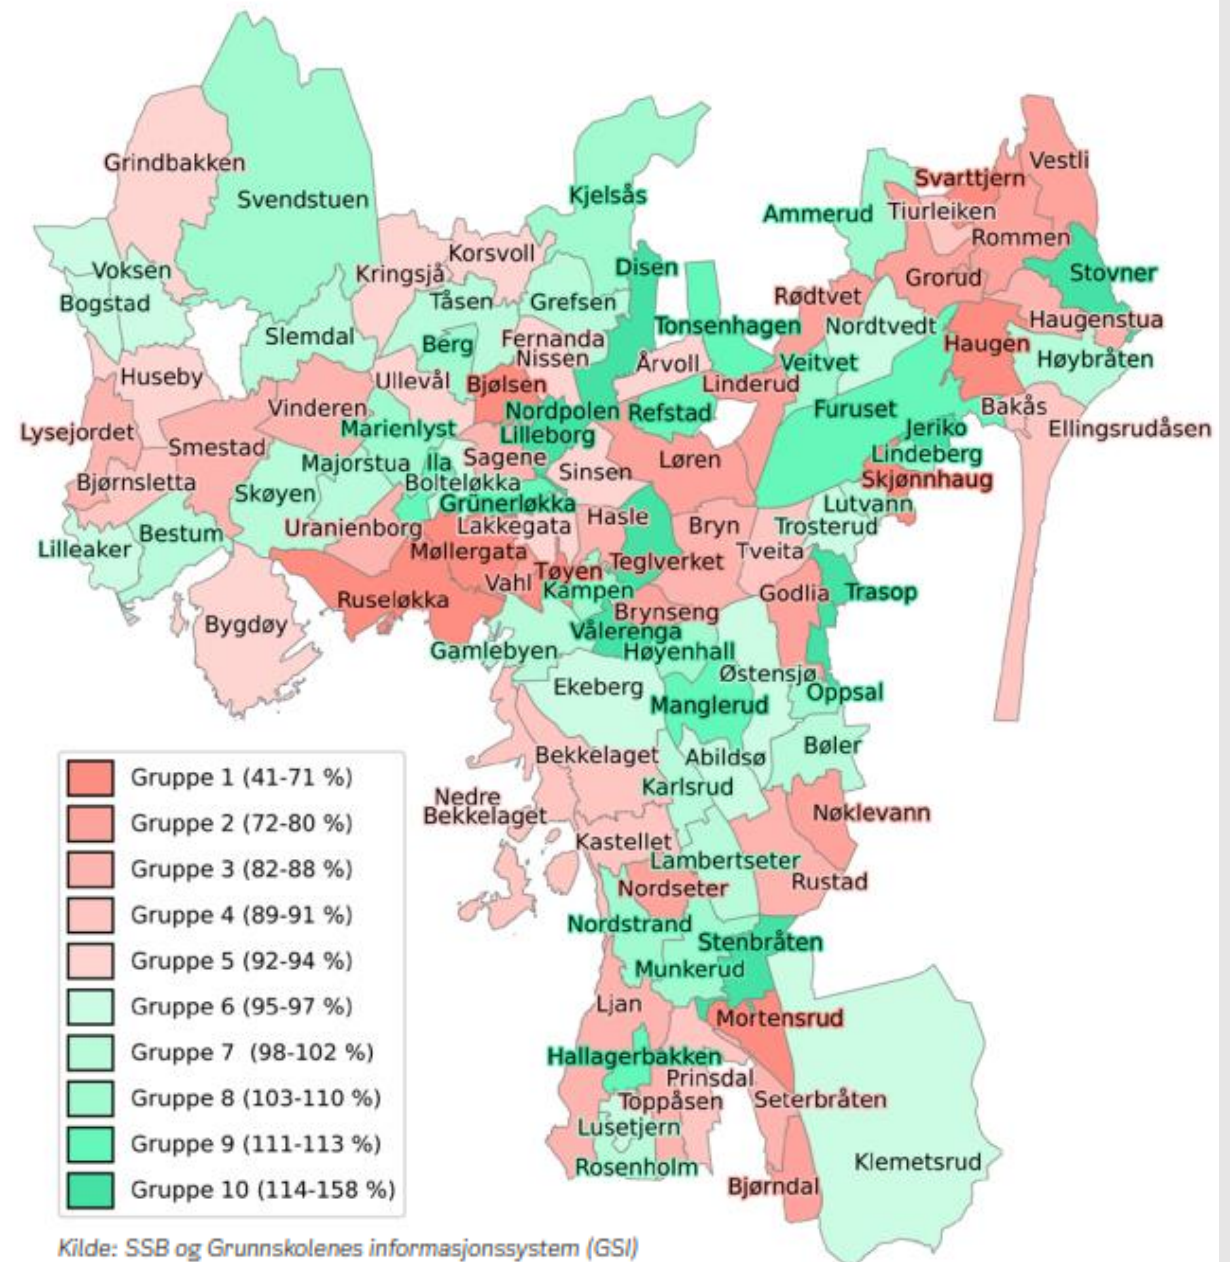 Grindbakken
Svendstuen
Kjelsås
Vestli
Svarttjern
Ammerud
Tiurleiken
Rommen
Korsvoll
Kringsjå
Voksen
Bogstad
Disen
Grorud
Stovner
Tåsen
Grefsen
Rødtvet
Slemdal
Berg
Fernanda
Nissen
Tonsenhagen
Nordtvedt
Haugenstua
Haugen
Høybråten
Huseby
Ullevål
Bjølsen
Årvoll
Linderud
Veitvet
Vinderen
Nordpolen
Refstad
Furuset
Bakås
Lysejordet
Marienlyst
Lilleborg
Jeriko
Ellingsrudåsen
Smestad
Majorstua
Ila
Sagene
Sinsen
Løren
Lindeberg
Bjørnsletta
Skøyen
Bolteløkka
Skjønnhaug
Grünerløkka
Lutvann
Uranienborg
Lakkegata
Hasle
Bryn
Trosterud
Bestum
Lilleaker
Møllergata
Tveita
Teglverket
Vahl
Tøyen
Kampen
Godlia
Trasop
Ruseløkka
Brynseng
Bygdøy
Vålerenga
Gamlebyen
Høyenhall
Ekeberg
Østensjø
Oppsal
Manglerud
Bekkelaget
Abildsø
Bøler
Karlsrud
Nedre
Bekkelaget
Nøklevann
Kastellet
Lambertseter
Nordseter
Rustad
Nordstrand
Stenbråten
Munkerud
Ljan
Mortensrud
Hallagerbakken
Prinsdal
Toppåsen
Seterbråten
Lusetjern
Rosenholm
Klemetsrud
Bjørndal
Gruppe 1 (41-71 %)
Gruppe 2 (72-80 %)
Gruppe 3 (82-88 %)
Gruppe 4 (89-91 %)
Gruppe 5 (92-94 %)
Gruppe 6 (95-97 %)
Gruppe 7 (98-102 %)
Gruppe 8 (103-110 %)
Gruppe 9 (111-113 %)
Gruppe 10 (114-158 %)
Kilde: SSB og Grunnskolenes informasjonssystem (GSI)